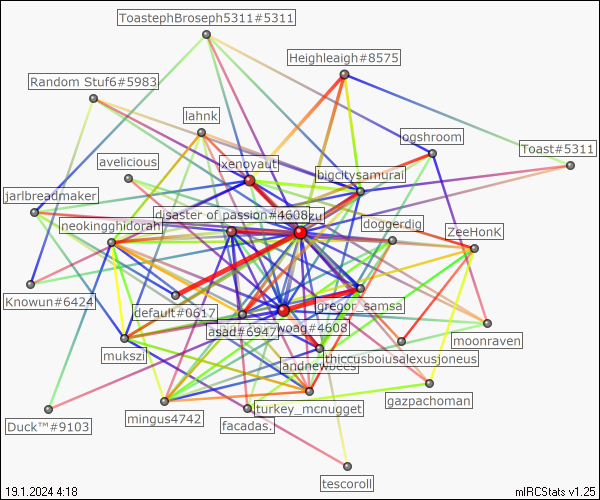 ToastephBroseph5311#5311
Heighleaigh#8575
Random Stuf6#5983
lahnk
ogshroom
Toast#5311
avelicious
xenoyaut
bigcitysamurai
jarlbreadmaker
disaster of passion#4608
zu
neokingghidorah
doggerdig
ZeeHonK
Knowun#6424
default#0617
gregor_samsa
asad#6947
woag#4608
moonraven
mukszi
andnewbees
thiccusboiusalexusjoneus
gazpachoman
mingus4742
turkey_mcnugget
Duck™#9103
facadas.
tescoroll
19.1.2024 4:18
mIRCStats v1.25